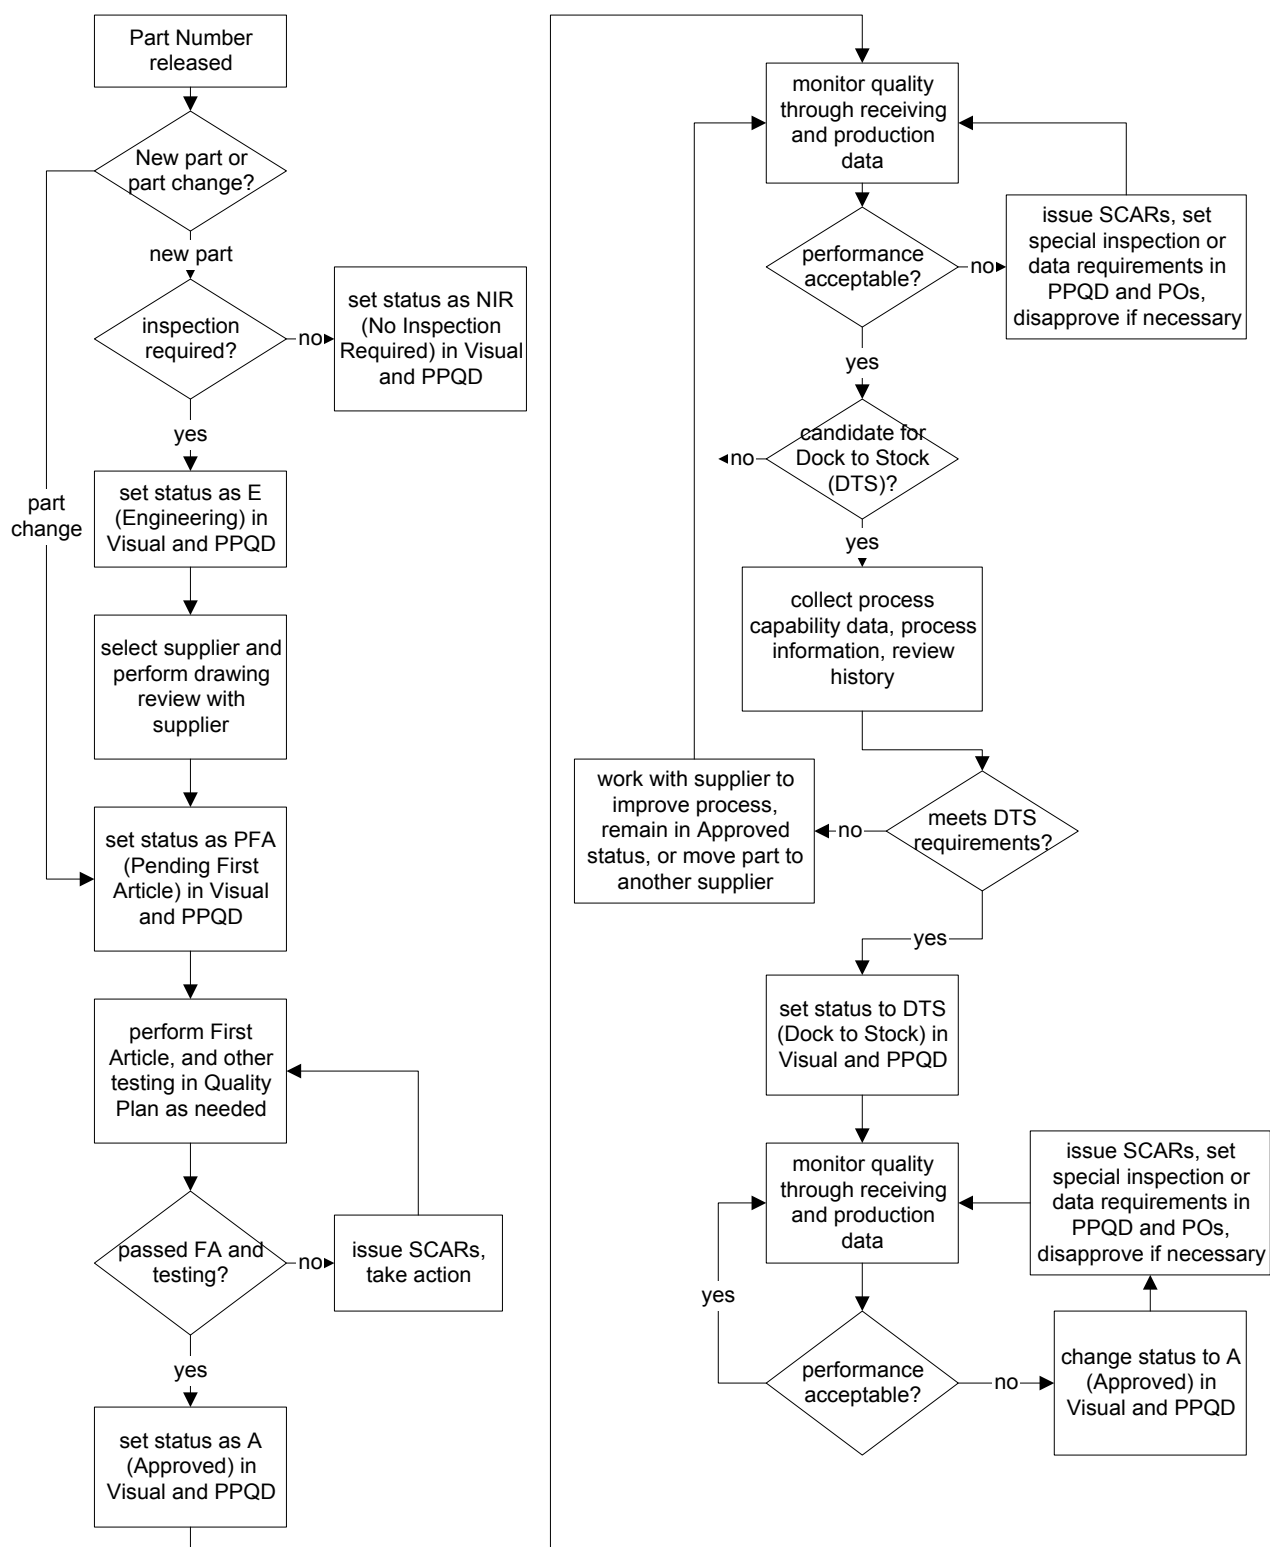 Part Number
released
New part or
part change?
new part
inspection
required?
no
set status as NIR
(No Inspection
Required) in Visual
and PPQD
yes
part
change
set status as E
(Engineering) in
Visual and PPQD
select supplier and
perform drawing
review with
supplier
set status as PFA
(Pending First
Article) in Visual
and PPQD
perform First
Article, and other
testing in Quality
Plan as needed
passed FA and
testing?
no
issue SCARs,
take action
yes
set status as A
(Approved) in
Visual and PPQD
monitor quality
through receiving
and production
data
performance
acceptable?
no
issue SCARs, set
special inspection or
data requirements in
PPQD and POs,
disapprove if necessary
yes
candidate for
Dock to Stock
(DTS)?
no
yes
collect process
capability data, process
information, review
history
meets DTS
requirements?
no
work with supplier to
improve process,
remain in Approved
status, or move part to
another supplier
yes
set status to DTS
(Dock to Stock) in
Visual and PPQD
monitor quality
through receiving
and production
data
issue SCARs, set
special inspection or
data requirements in
PPQD and POs,
disapprove if necessary
yes
performance
acceptable?
no
change status to A
(Approved) in
Visual and PPQD